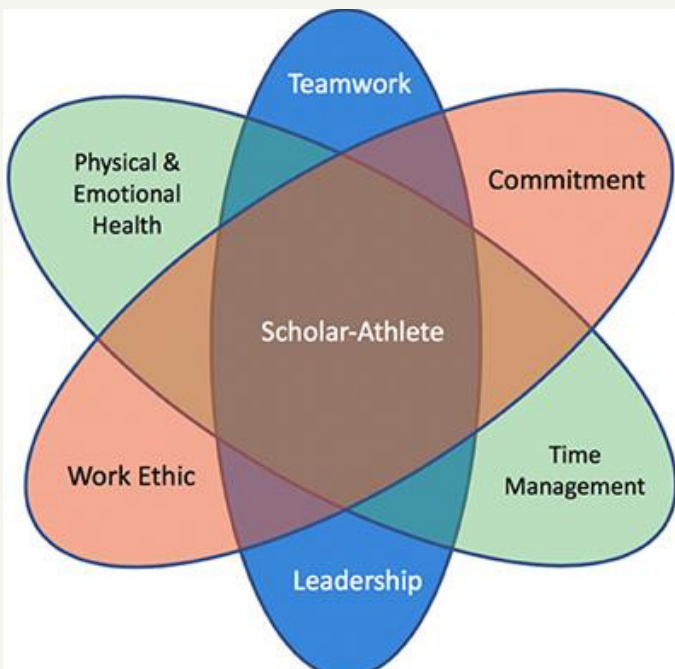 Teamwork
Physical &
Emotional
Health
Commitment
Scholar-Athlete
Work Ethic
Time
Management
Leadership